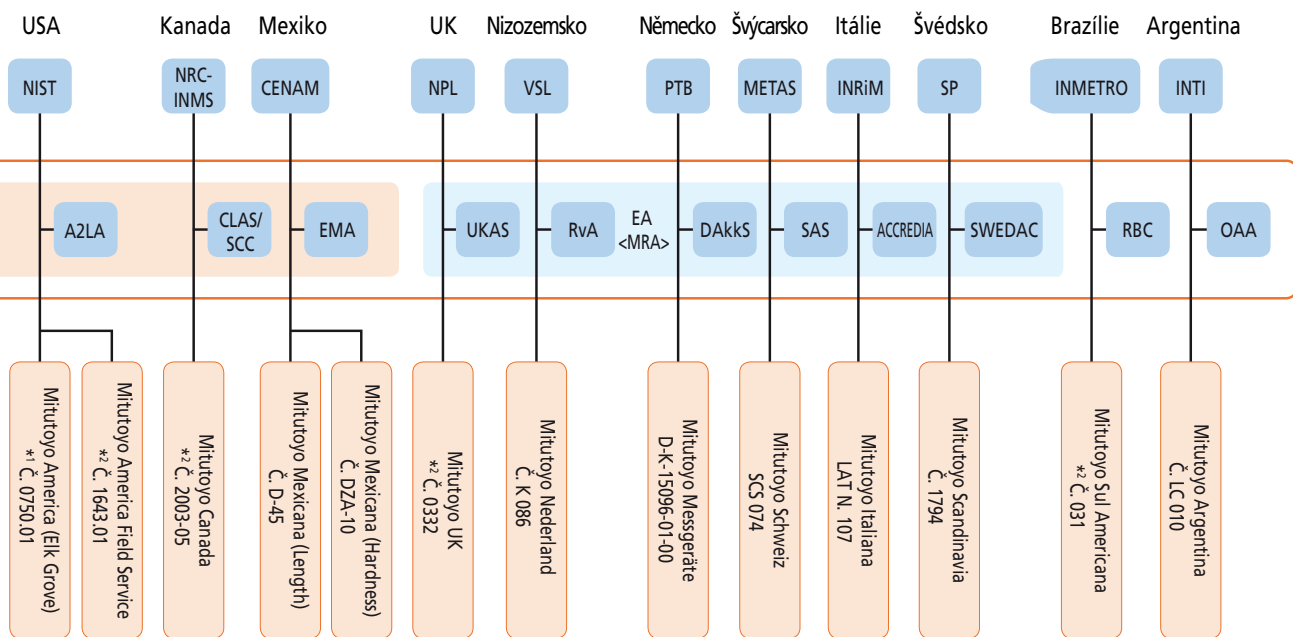 USA
Kanada
Mexiko
UK
Nizozemsko
Německo
Švýcarsko
Itálie
Švédsko
Brazílie
Argentina
NIST
NRC-
INMS
CENAM
NPL
VSL
PTB
METAS
INRiM
SP
INMETRO
INTI
A2LA
CLAS/
SCC
EMA
UKAS
RvA
EA
<MRA>
DAkkS
SAS
ACCREDIA
SWEDAC
RBC
OAA
Mitutoyo America (Elk Grove)
*1 Č. 0750.01
Mitutoyo America Field Service
*2 Č. 1643.01
Mitutoyo Canada
*2 Č. 2003-05
Mitutoyo Mexicana (Length)
Č. D-45
Mitutoyo Mexicana (Hardness)
Č. DZA-10
Mitutoyo UK
*2 Č. 0332
Mitutoyo Nederland
Č. K 086
Mitutoyo Messgeräte
D-K-15096-01-00
Mitutoyo Schweiz
SCS 074
Mitutoyo Italiana
LAT N. 107
Mitutoyo Scandinavia
Č. 1794
Mitutoyo Sul Americana
*2 Č. 031
Mitutoyo Argentina
Č. LC 010